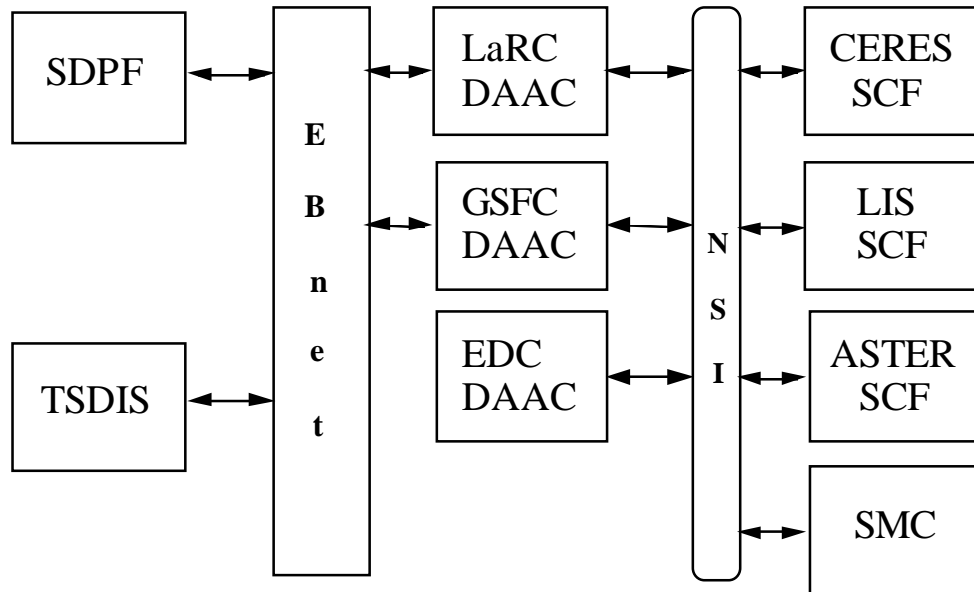 SDPF
TSDIS
E
B
n
e
t
LaRC
DAAC
GSFC
DAAC
EDC
DAAC
N
S
I
CERES
SCF
LIS
SCF
ASTER
SCF
SMC